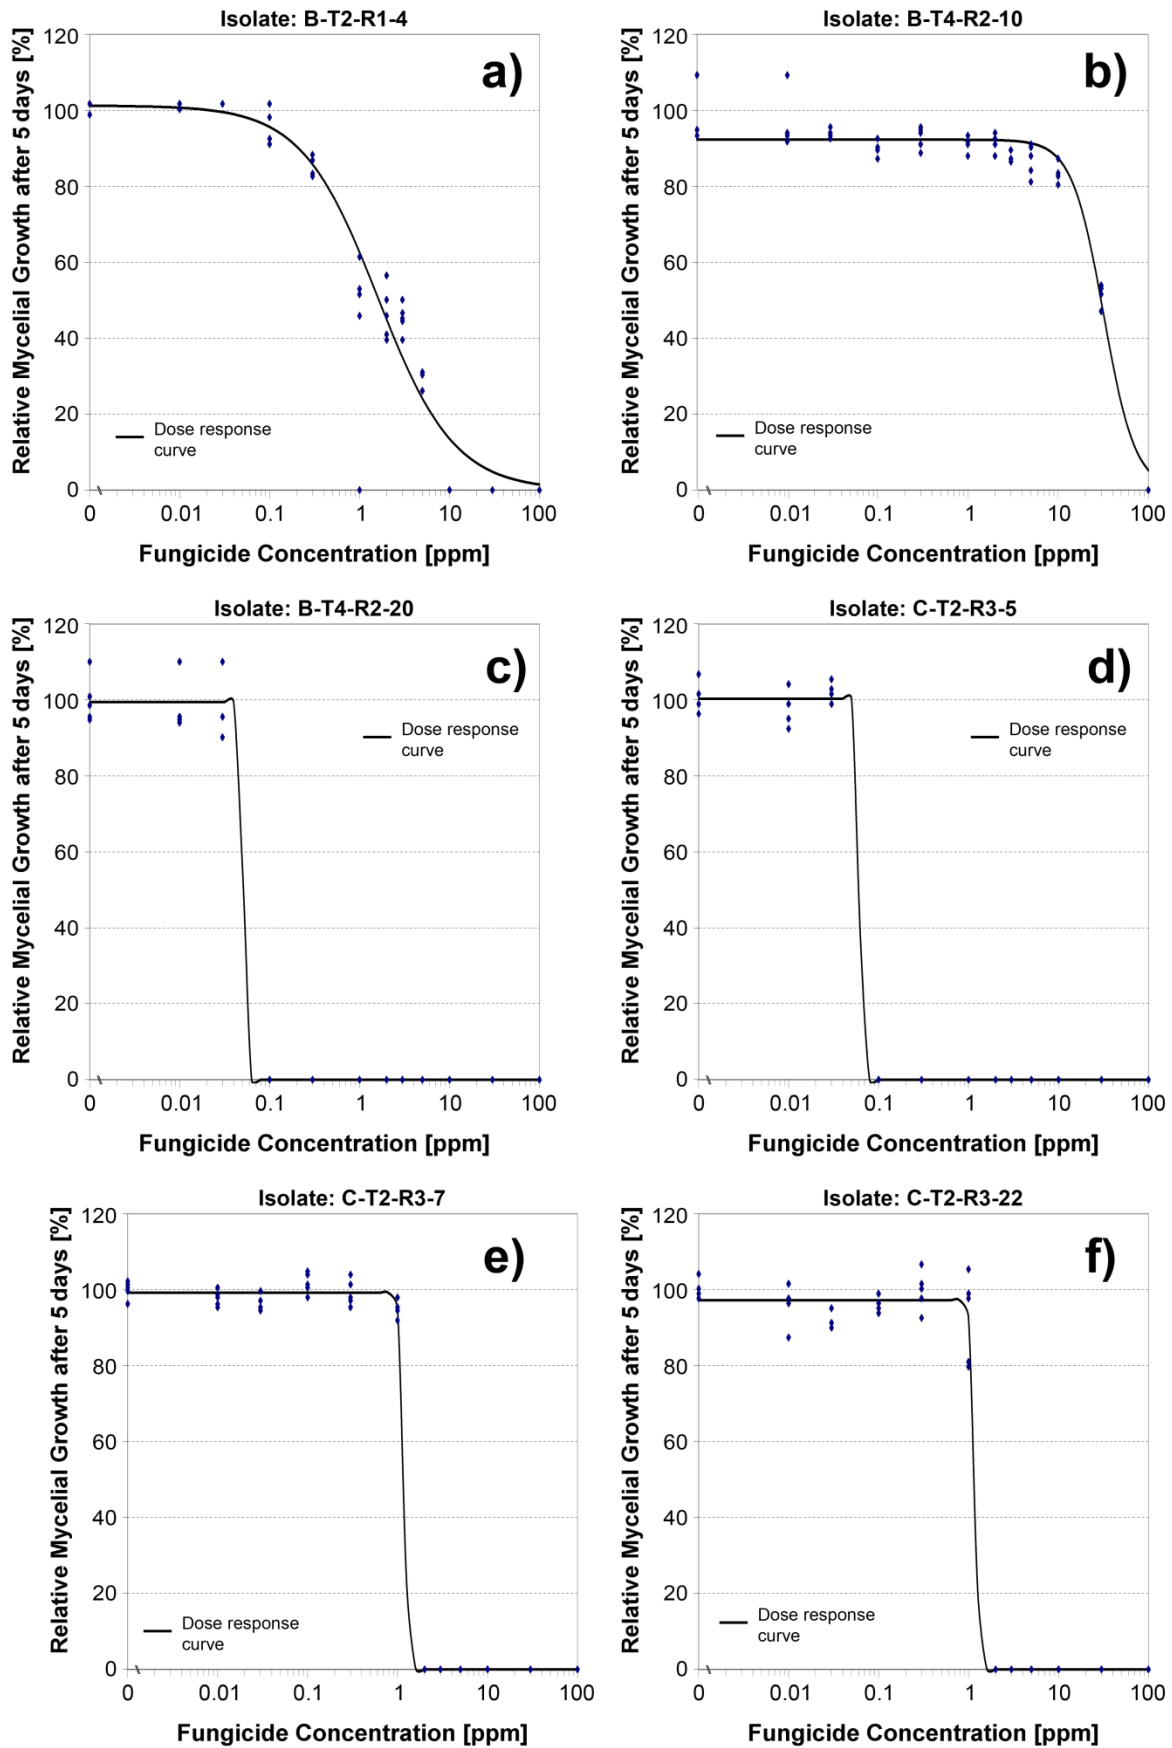 Isolate: B-T2-R1-4
a)
Relative Mycelial Growth after 5 days [%]
120
100
80
60
40
20
0
Dose response
curve
0 0.01 0.1 1 10 100
Fungicide Concentration [ppm]
Isolate: B-T4-R2-10
b)
Relative Mycelial Growth after 5 days [%]
120
100
80
60
40
20
0
Dose response
curve
0 0.01 0.1 1 10 100
Fungicide Concentration [ppm]
Isolate: B-T4-R2-20
c)
Relative Mycelial Growth after 5 days [%]
120
100
80
60
40
20
0
Dose response
curve
0 0.01 0.1 1 10 100
Fungicide Concentration [ppm]
Isolate: C-T2-R3-5
d)
Relative Mycelial Growth after 5 days [%]
120
100
80
60
40
20
0
Dose response
curve
0 0.01 0.1 1 10 100
Fungicide Concentration [ppm]
Isolate: C-T2-R3-7
e)
Relative Mycelial Growth after 5 days [%]
120
100
80
60
40
20
0
Dose response
curve
0 0.01 0.1 1 10 100
Fungicide Concentration [ppm]
Isolate: C-T2-R3-22
f)
Relative Mycelial Growth after 5 days [%]
120
100
80
60
40
20
0
Dose response
curve
0 0.01 0.1 1 10 100
Fungicide Concentration [ppm]